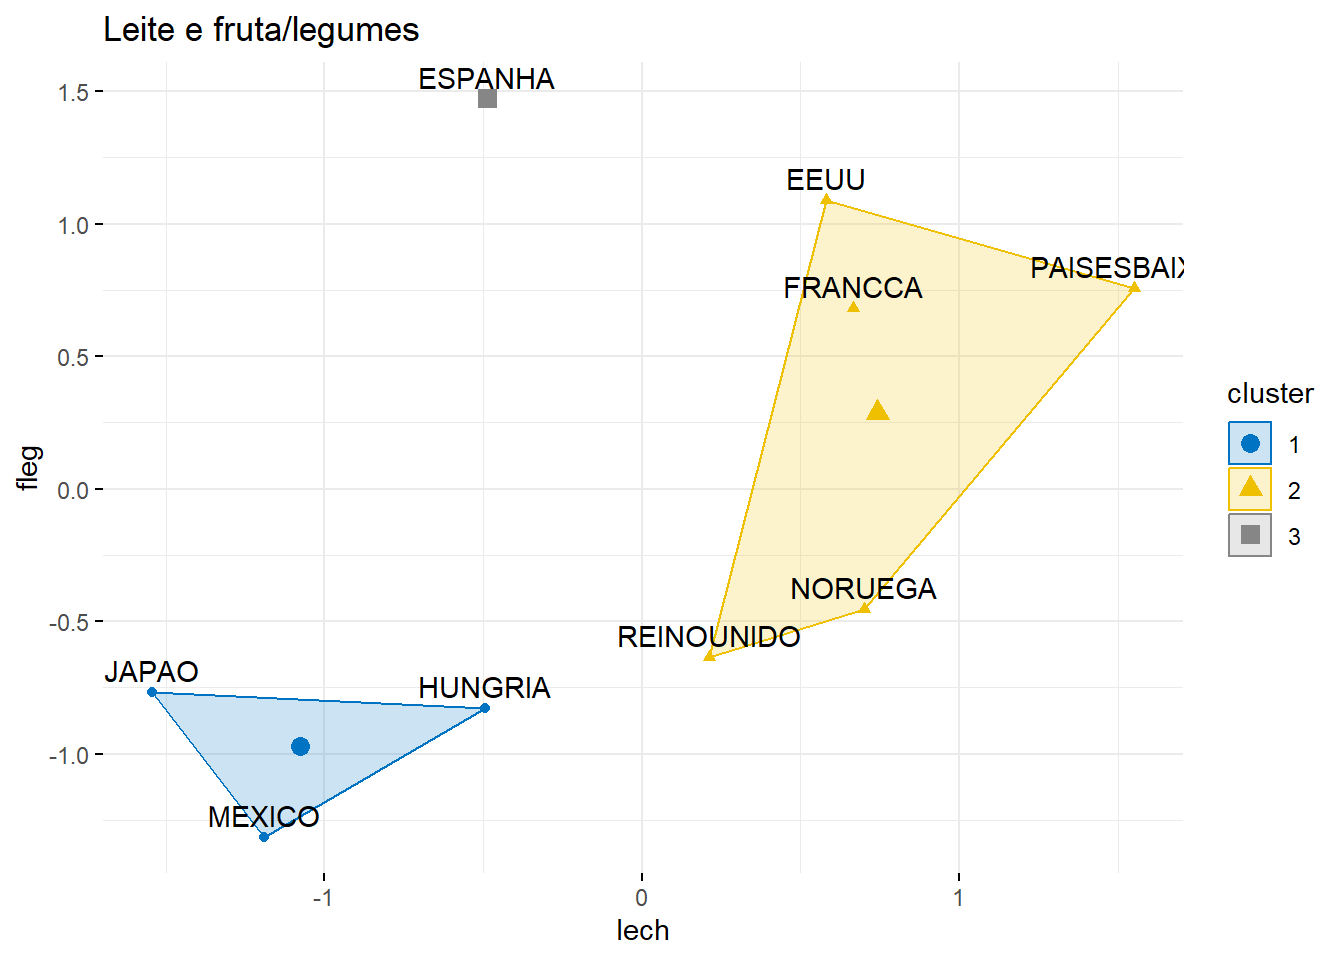 Leite e fruta/legumes
ESPANHA
1.5
EEUU
1.0
PAISESBAIX
FRANCCA
0.5
cluster
1
fleg
0.0
2
3
NORUEGA
-0.5
REINOUNIDO
JAPAO
HUNGRIA
-1.0
MEXICO
-1
0
1
lech